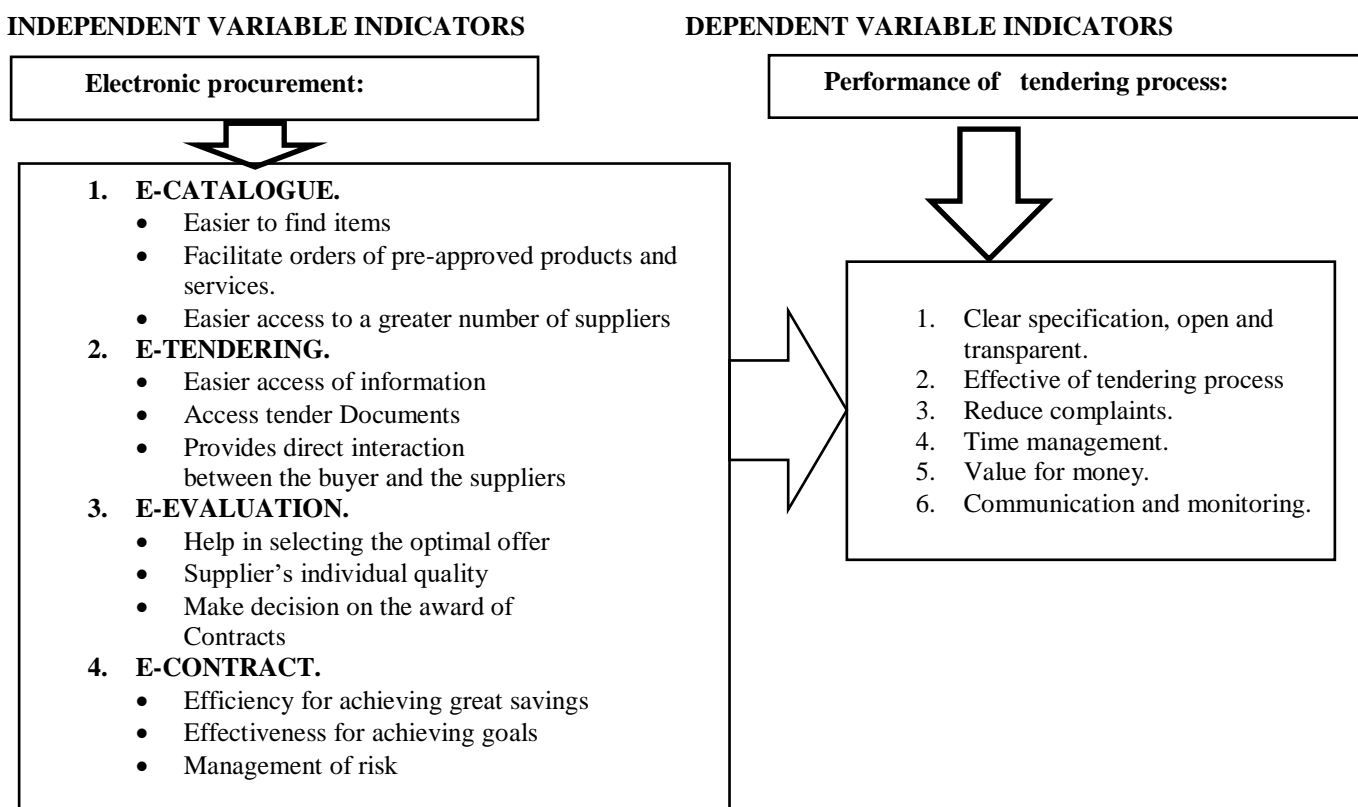 INDEPENDENT VARIABLE INDICATORS
DEPENDENT VARIABLE INDICATORS
Electronic procurement:
Performance of tendering process:
1. E-CATALOGUE.
• Easier to find items
• Facilitate orders of pre-approved products and
services.
• Easier access to a greater number of suppliers
2. E-TENDERING.
• Easier access of information
• Access tender Documents
• Provides direct interaction
between the buyer and the suppliers
3. E-EVALUATION.
• Help in selecting the optimal offer
• Supplier’s individual quality
• Make decision on the award of
Contracts
4. E-CONTRACT.
• Efficiency for achieving great savings
• Effectiveness for achieving goals
• Management of risk
1. Clear specification, open and
transparent.
2. Effective of tendering process
3. Reduce complaints.
4. Time management.
5. Value for money.
6. Communication and monitoring.